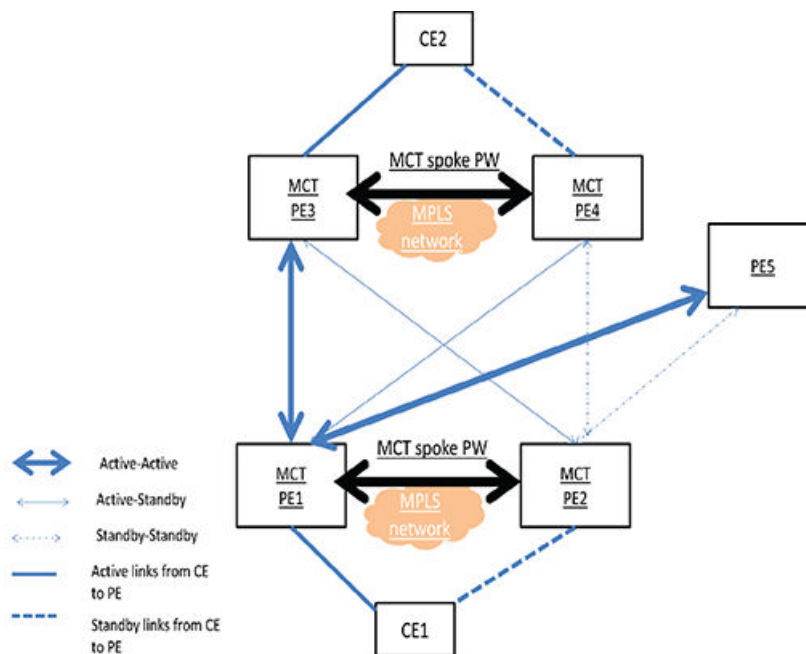 CE2
MCT spoke PW
MCT
PE3
MCT
PE4
MPLS
network
PE5
MCT spoke PW
MCT
PE1
MCT
PE2
MPLS
network
Active-Active
Active-Standby
Standby-Standby
Active links from CE
to PE
Standby links from CE
to PE
CE1